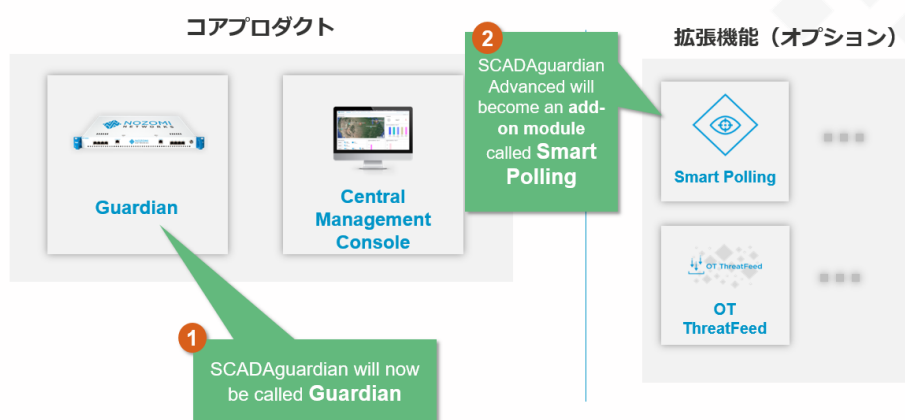 コアプロダクト
拡張機能（オプション）
2
SCADAguardian
Advanced will
become an add-
on module
called Smart
Polling
NOZOMI
NETWORKS
Guardian
Central
Management
Console
Smart Polling
OT ThreatFeed
OT
ThreatFeed
1
SCADAguardian will now
be called Guardian